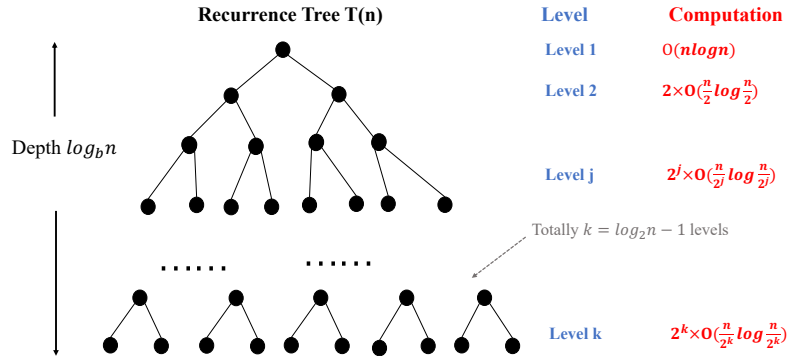 Recurrence Tree T(n) Level Computation
Level 1 O(nlogn)
Level 2 2×O(n/2 log n/2)
Depth log_b n
Level j 2^j×O(n/2^j log n/2^j)
Totally k = log_2 n − 1 levels
Level k 2^k×O(n/2^k log n/2^k)